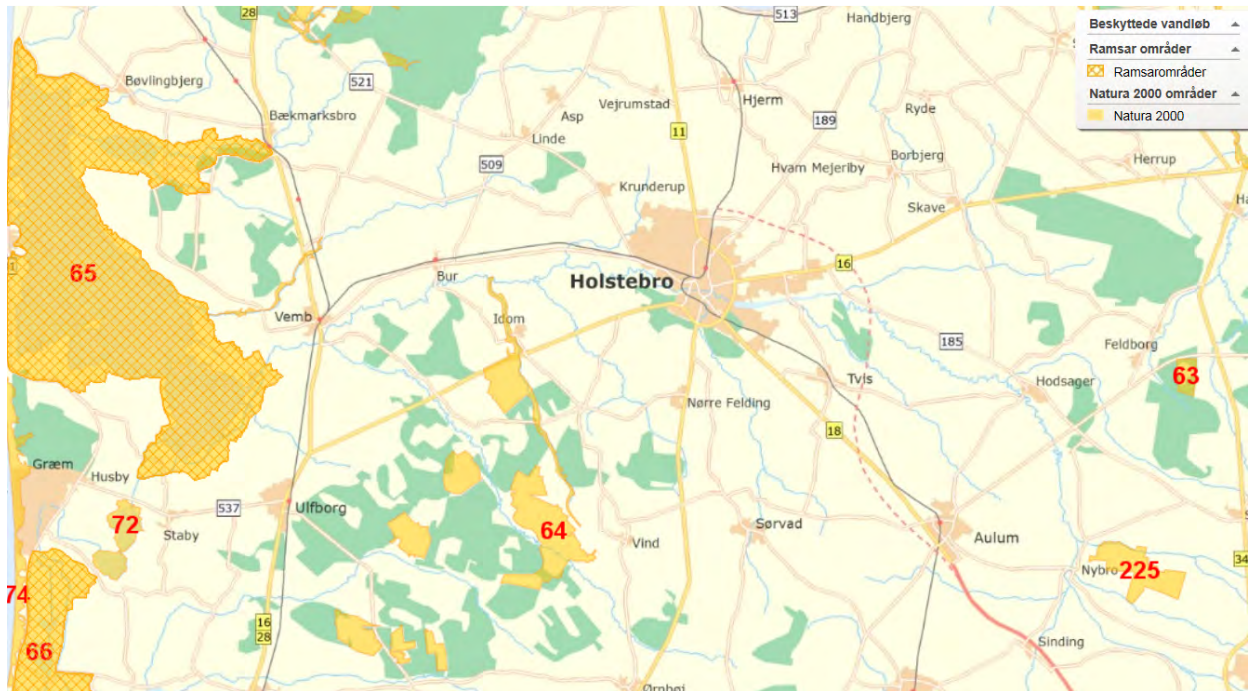 28
513
Handbjerg
Beskyttede vandløb
Ramsar områder
Ramsarområder
Natura 2000 områder
Natura 2000
Bøvlingbjerg
521
Vejrumstad
Hjerm
Ryde
Asp
189
Bækmarksbro
Linde
11
Borbjerg
Herrup
509
Hvam Mejeriby
Krunderup
Skave
Ha
16
65
1
Bur
Holstebro
Vemb
Idom
185
Feldborg
63
Tvis
Hodsager
Nørre Felding
18
Græm
Husby
537
Ulfborg
72
Staby
64
Vind
Sørvad
Aulum
S
Nybro
225
34
74
16
28
66
Sinding
Ørnhøj